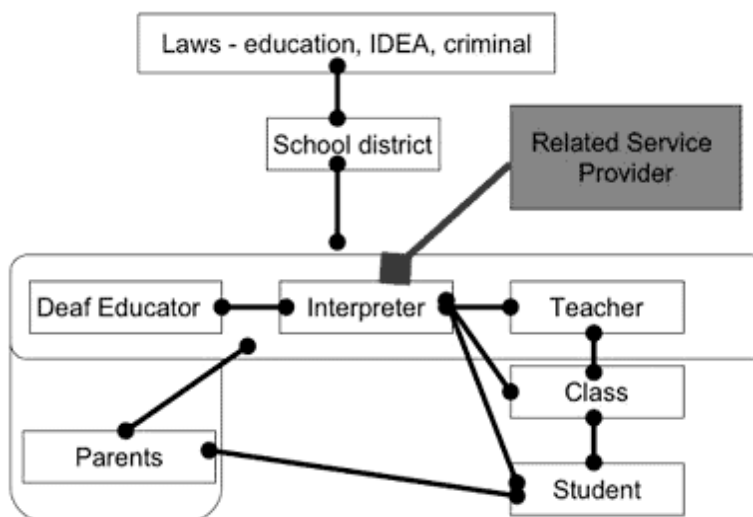 Laws - education, IDEA, criminal
School district
Related Service
Provider
Deaf Educator
Interpreter
Teacher
Class
Parents
Student